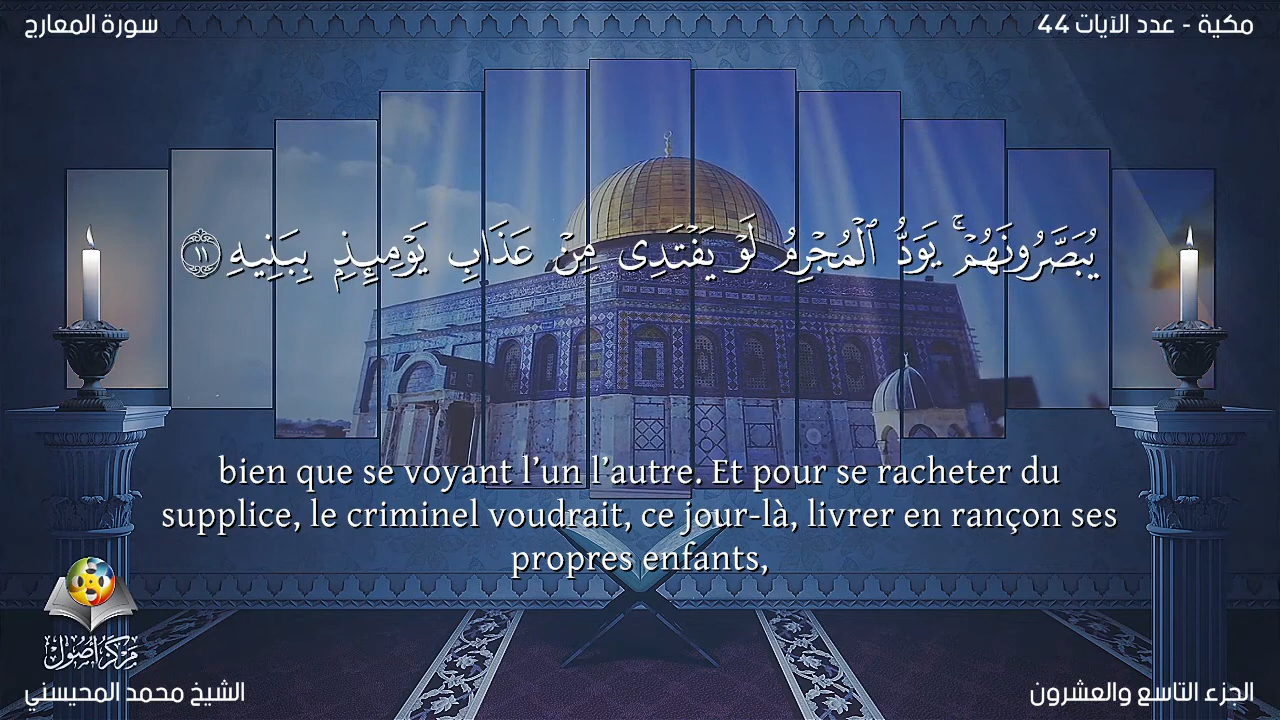 سورة المعارج
مكية - عدد الآيات 44
يُبَصَّرُونَهُمْۚ يَوَدُّ ٱلْمُجْرِمُ لَوْ يَفْتَدِى مِنْ عَذَابِ يَوْمِئِذٍۭ بِبَنِيهِ ١١
bien que se voyant l’un l’autre. Et pour se racheter du
supplice, le criminel voudrait, ce jour-là, livrer en rançon ses
propres enfants,
مركز أصول
الشيخ محمد المحيسني
الجزء التاسع والعشرون